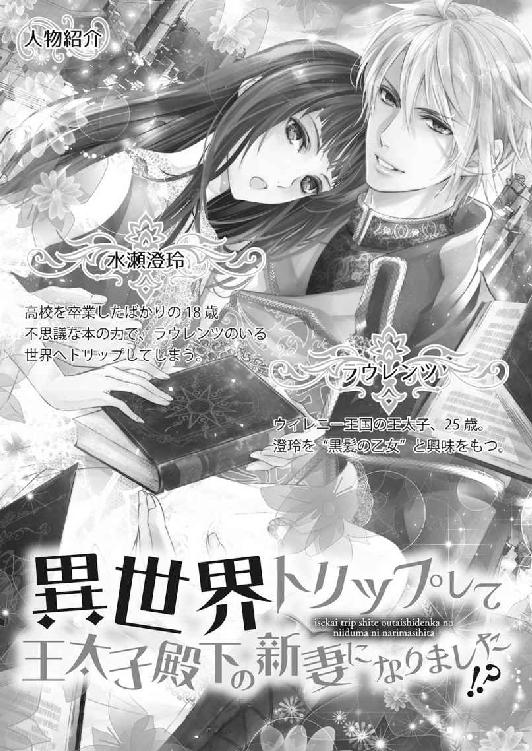 人物紹介
水瀬澄玲
高校を卒業したばかりの18歳
不思議な本の力で、ラウレンツのいる
世界へトリップしてしまう。
ラウレンツ
ウィレニー王国の王太子、25歳。
澄玲を“黒髪の乙女”と興味をもつ。
異世界トリップして
isekai trip shite outaishidenka no
niiduma ni narimashita
王太子殿下の新妻になりました!?